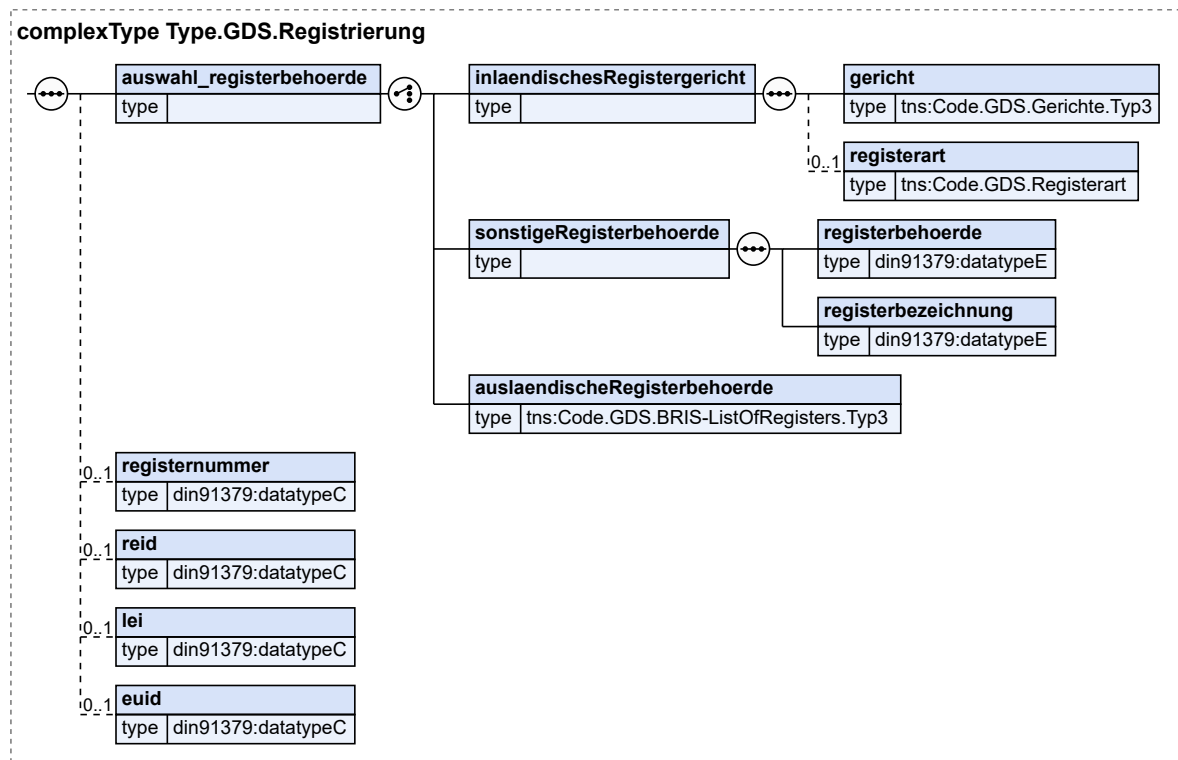 complexType Type.GDS.Registrierung
auswahl_registerbehoerde
type
inlaendischesRegistergericht
type
gericht
type tns:Code.GDS.Gerichte.Typ3
0..1
registerart
type tns:Code.GDS.Registerart
sonstigeRegisterbehoerde
type
registerbehoerde
type din91379:datatypeE
registerbezeichnung
type din91379:datatypeE
auslaendischeRegisterbehoerde
type tns:Code.GDS.BRIS-ListOfRegisters.Typ3
0..1
registernummer
type din91379:datatypeC
0..1
reid
type din91379:datatypeC
0..1
lei
type din91379:datatypeC
0..1
euid
type din91379:datatypeC